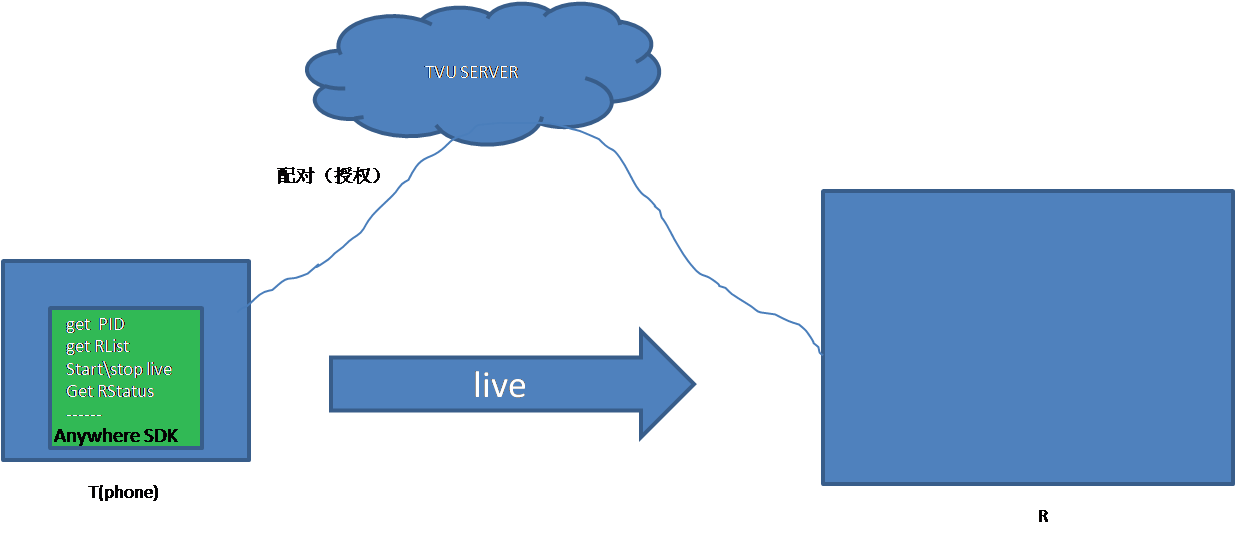 TVU SERVER
配对（授权）
get PID
get RList
Start\stop live
Get RStatus
------
Anywhere SDK
live
T(phone)
R